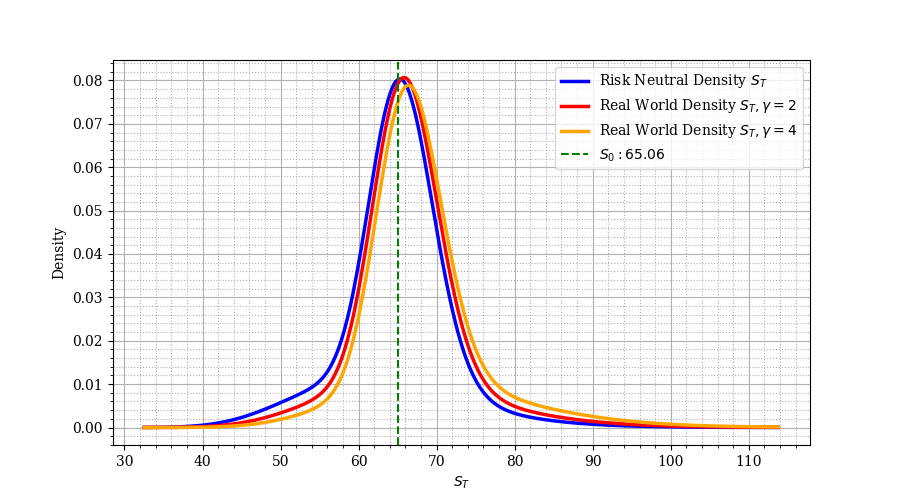 0.08
0.07
0.06
0.05
0.04
0.03
0.02
0.01
0.00
Density
Risk Neutral Density S_T
Real World Density S_T, γ = 2
Real World Density S_T, γ = 4
S_0 : 65.06
30 40 50 60 70 80 90 100 110
S_T